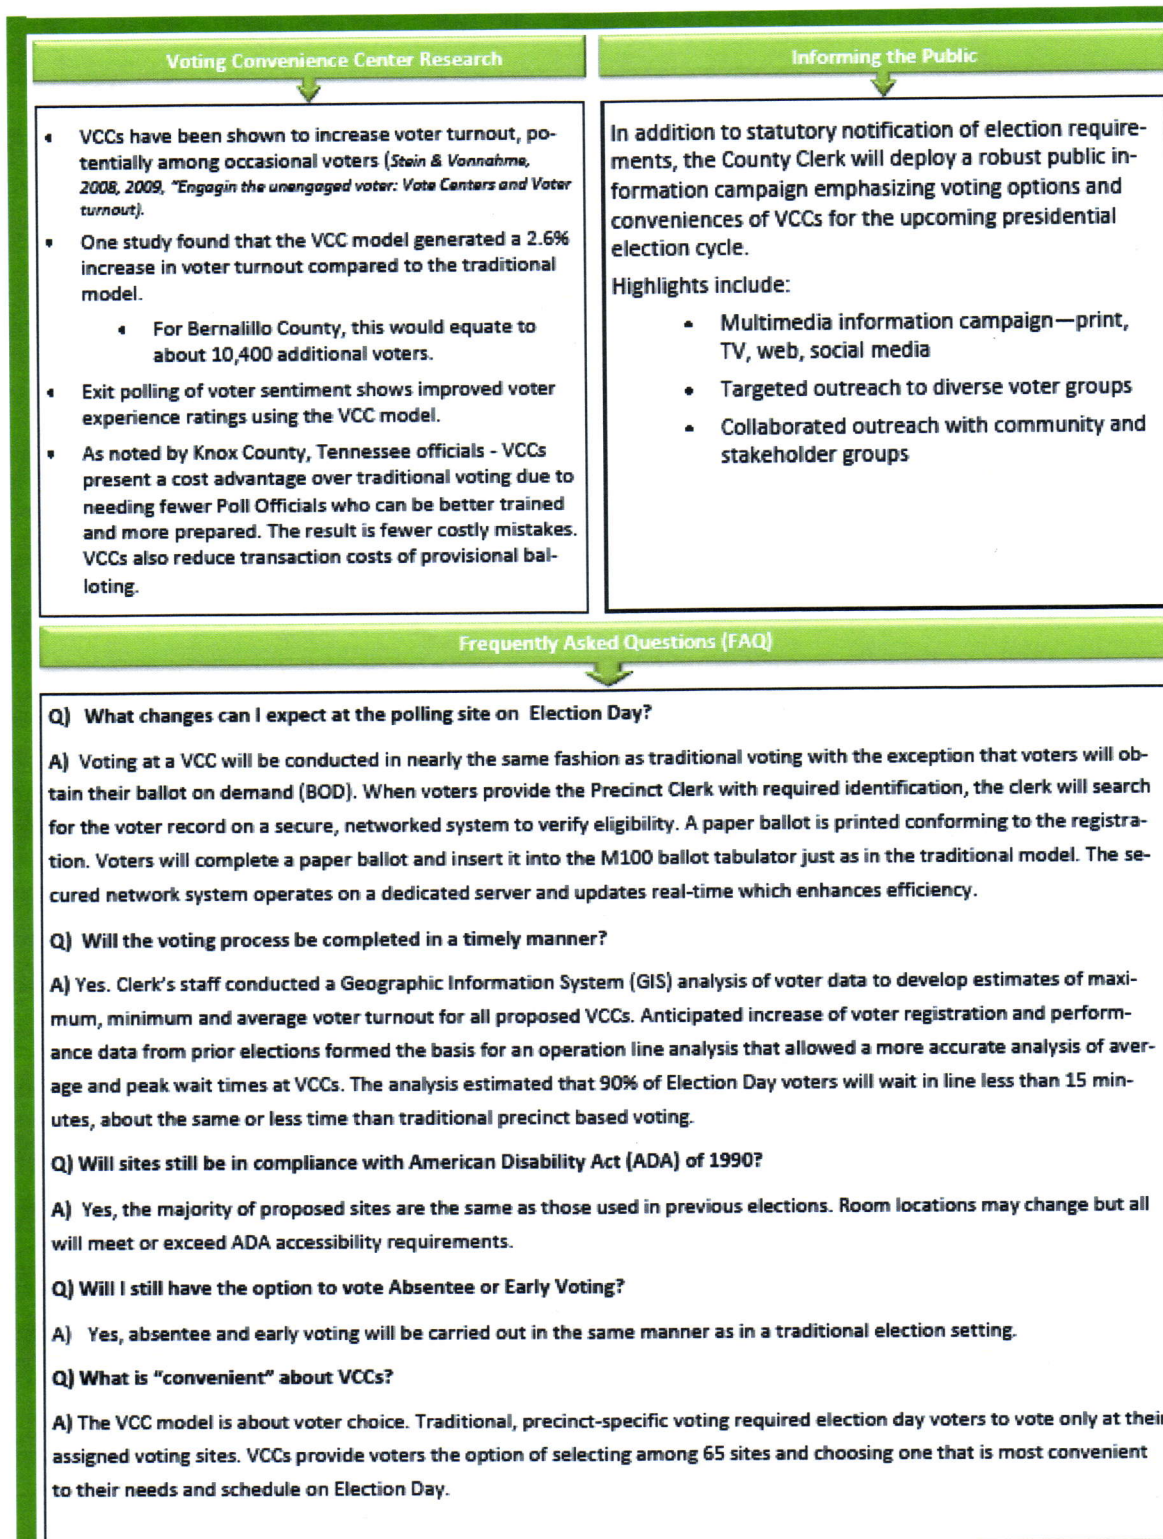 Voting Convenience Center Research
• VCCs have been shown to increase voter turnout, po-
tentially among occasional voters (Stein & Vonnahme,
2008, 2009, "Engagin the unengaged voter: Vote Centers and Voter
turnout).
• One study found that the VCC model generated a 2.6%
increase in voter turnout compared to the traditional
model.
• For Bernalillo County, this would equate to
about 10,400 additional voters.
• Exit polling of voter sentiment shows improved voter
experience ratings using the VCC model.
• As noted by Knox County, Tennessee officials - VCCs
present a cost advantage over traditional voting due to
needing fewer Poll Officials who can be better trained
and more prepared. The result is fewer costly mistakes.
VCCs also reduce transaction costs of provisional bal-
loting.
Informing the Public
In addition to statutory notification of election require-
ments, the County Clerk will deploy a robust public in-
formation campaign emphasizing voting options and
conveniences of VCCs for the upcoming presidential
election cycle.
Highlights include:
• Multimedia information campaign—print,
TV, web, social media
• Targeted outreach to diverse voter groups
• Collaborated outreach with community and
stakeholder groups
Frequently Asked Questions (FAQ)
Q) What changes can I expect at the polling site on Election Day?
A) Voting at a VCC will be conducted in nearly the same fashion as traditional voting with the exception that voters will ob-
tain their ballot on demand (BOD). When voters provide the Precinct Clerk with required identification, the clerk will search
for the voter record on a secure, networked system to verify eligibility. A paper ballot is printed conforming to the registra-
tion. Voters will complete a paper ballot and insert it into the M100 ballot tabulator just as in the traditional model. The se-
cured network system operates on a dedicated server and updates real-time which enhances efficiency.
Q) Will the voting process be completed in a timely manner?
A) Yes. Clerk's staff conducted a Geographic Information System (GIS) analysis of voter data to develop estimates of maxi-
mum, minimum and average voter turnout for all proposed VCCs. Anticipated increase of voter registration and perform-
ance data from prior elections formed the basis for an operation line analysis that allowed a more accurate analysis of aver-
age and peak wait times at VCCs. The analysis estimated that 90% of Election Day voters will wait in line less than 15 min-
utes, about the same or less time than traditional precinct based voting.
Q) Will sites still be in compliance with American Disability Act (ADA) of 1990?
A) Yes, the majority of proposed sites are the same as those used in previous elections. Room locations may change but all
will meet or exceed ADA accessibility requirements.
Q) Will I still have the option to vote Absentee or Early Voting?
A) Yes, absentee and early voting will be carried out in the same manner as in a traditional election setting.
Q) What is "convenient" about VCCs?
A) The VCC model is about voter choice. Traditional, precinct-specific voting required election day voters to vote only at their
assigned voting sites. VCCs provide voters the option of selecting among 65 sites and choosing one that is most convenient
to their needs and schedule on Election Day.